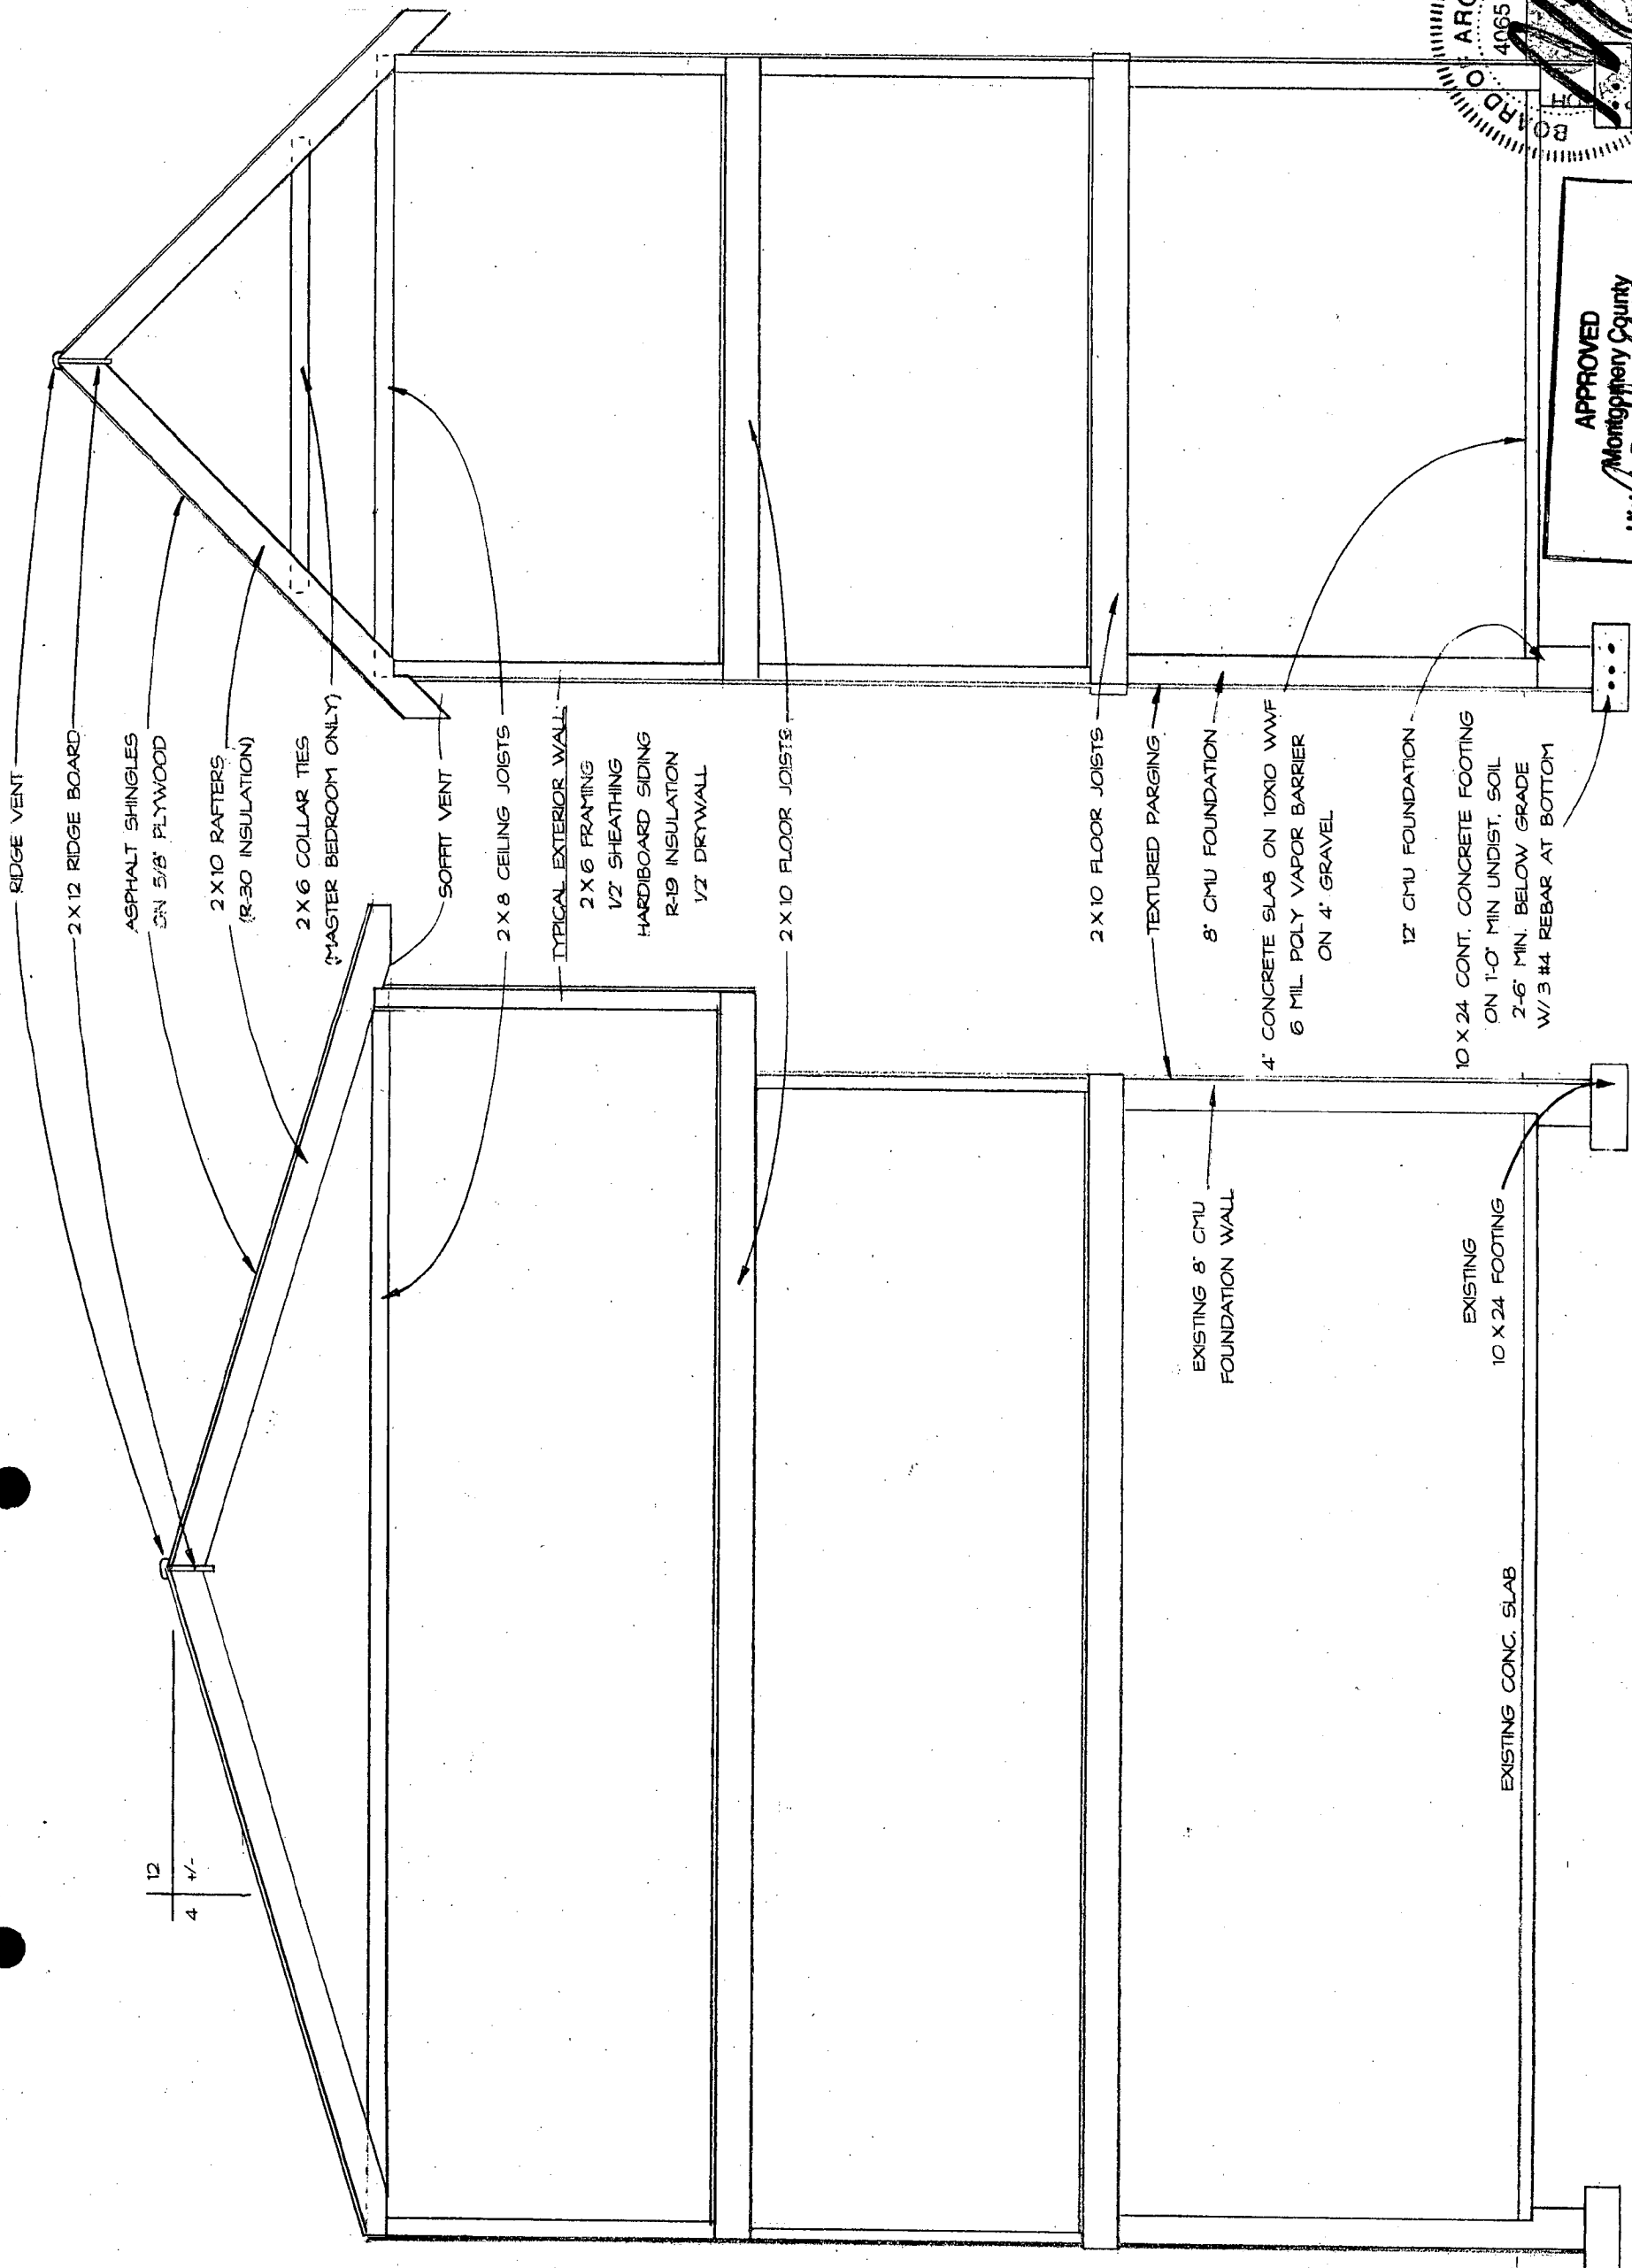 RIDGE VENT
2 X 12 RIDGE BOARD
ASPHALT SHINGLES
ON 5/8" PLYWOOD
2 X 10 RAFTERS
(R-30 INSULATION)
2 X 6 COLLAR TIES
(MASTER BEDROOM ONLY)
SOFFIT VENT
2 X 8 CEILING JOISTS
TYPICAL EXTERIOR WALL:
2 X 6 FRAMING
1/2" SHEATHING
HARDIBOARD SIDING
R-19 INSULATION
1/2" DRYWALL
2 X 10 FLOOR JOISTS
2 X 10 FLOOR JOISTS
TEXTURED PARGING
8" CMU FOUNDATION
4" CONCRETE SLAB ON 10X10 WWF
6 MIL POLY VAPOR BARRIER
ON 4" GRAVEL
12" CMU FOUNDATION
10 X 24 CONT. CONCRETE FOOTING
ON 1'-0" MIN UNDIST. SOIL
2'-6" MIN. BELOW GRADE
W/ 3 #4 REBAR AT BOTTOM
12
4 +/-
EXISTING 8" CMU
FOUNDATION WALL
EXISTING
10 X 24 FOOTING
EXISTING CONC. SLAB
APPROVED
Montgomery County
BOARD OF ARC
4065